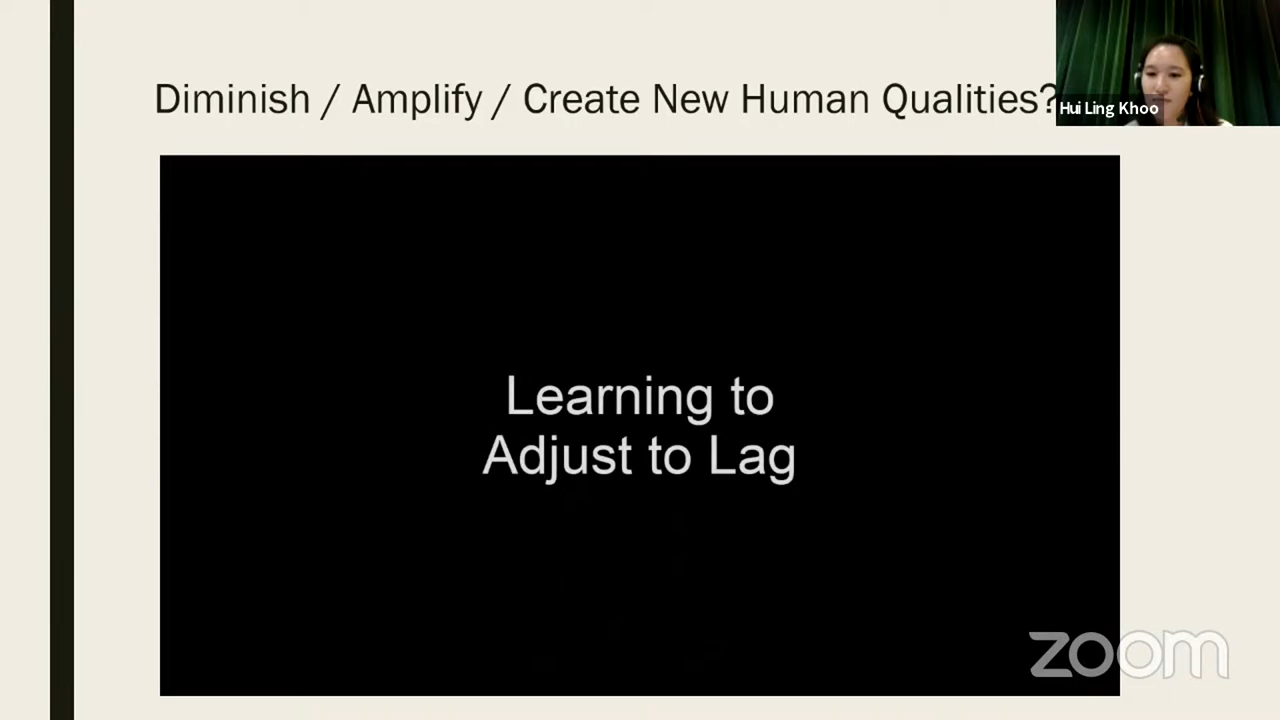 Diminish / Amplify / Create New Human Qualities?
Hui Ling Khoo
Learning to
Adjust to Lag
zoom